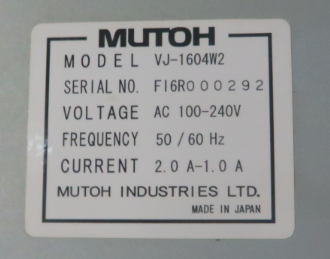 MUTOH
MODEL VJ-1604W2
SERIAL NO. FI6R000292
VOLTAGE AC 100-240V
FREQUENCY 50/60 Hz
CURRENT 2.0 A-1.0 A
MUTOH INDUSTRIES LTD.
MADE IN JAPAN